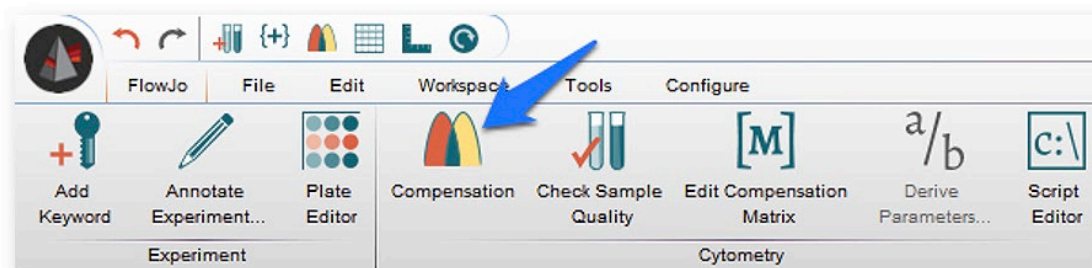 {+}
FlowJo File Edit Workspace Tools Configure
[M] a/b c:\
Add Annotate Plate Compensation Check Sample Edit Compensation Derive Script
Keyword Experiment... Editor Quality Matrix Parameters... Editor
Experiment Cytometry